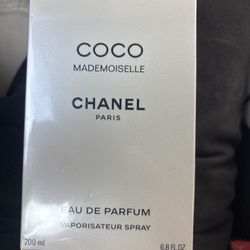 COCO
MADEMOISELLE
CHANEL
PARIS
EAU DE PARFUM
VAPORISATEUR SPRAY
200 ml 6.8 FL.OZ